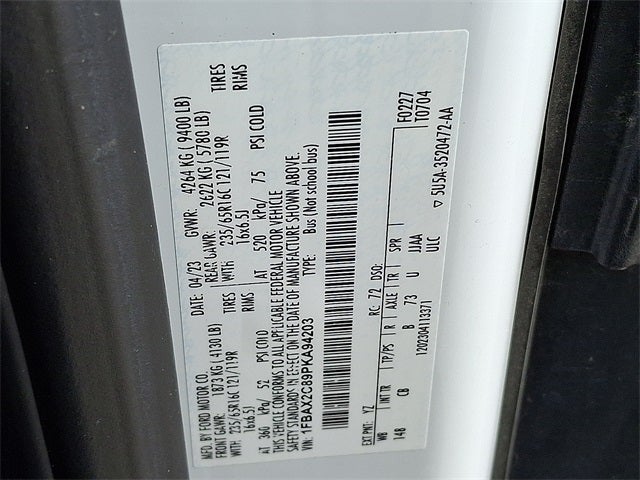 MFD. BY FORD MOTOR CO.
DATE: 04/23 GVWR: 4264 KG ( 9400 LB)
FRONT GAWR: 1873 KG ( 4130 LB) REAR GAWR: 2622 KG ( 5780 LB)
WITH 235/65R16C 121/119R TIRES WITH 235/65R16C 121/119R TIRES
16x6.5J RIMS 16x6.5J RIMS
AT 360 kPa/ 52 PSI COLD AT 520 kPa/ 75 PSI COLD
THIS VEHICLE CONFORMS TO ALL APPLICABLE FEDERAL MOTOR VEHICLE
SAFETY STANDARDS IN EFFECT ON THE DATE OF MANUFACTURE SHOWN ABOVE.
VIN: 1FBAX2C89PKA94203 TYPE: Bus (Not school bus)
EXT PNT: YZ RC: 72 DSO: F0227
WB INT TR TP/PS R AXLE TR SPR T0704
148 CB B 73 U JJAA
12022304113371 ULC ▽ 5U5A-3520472-AA